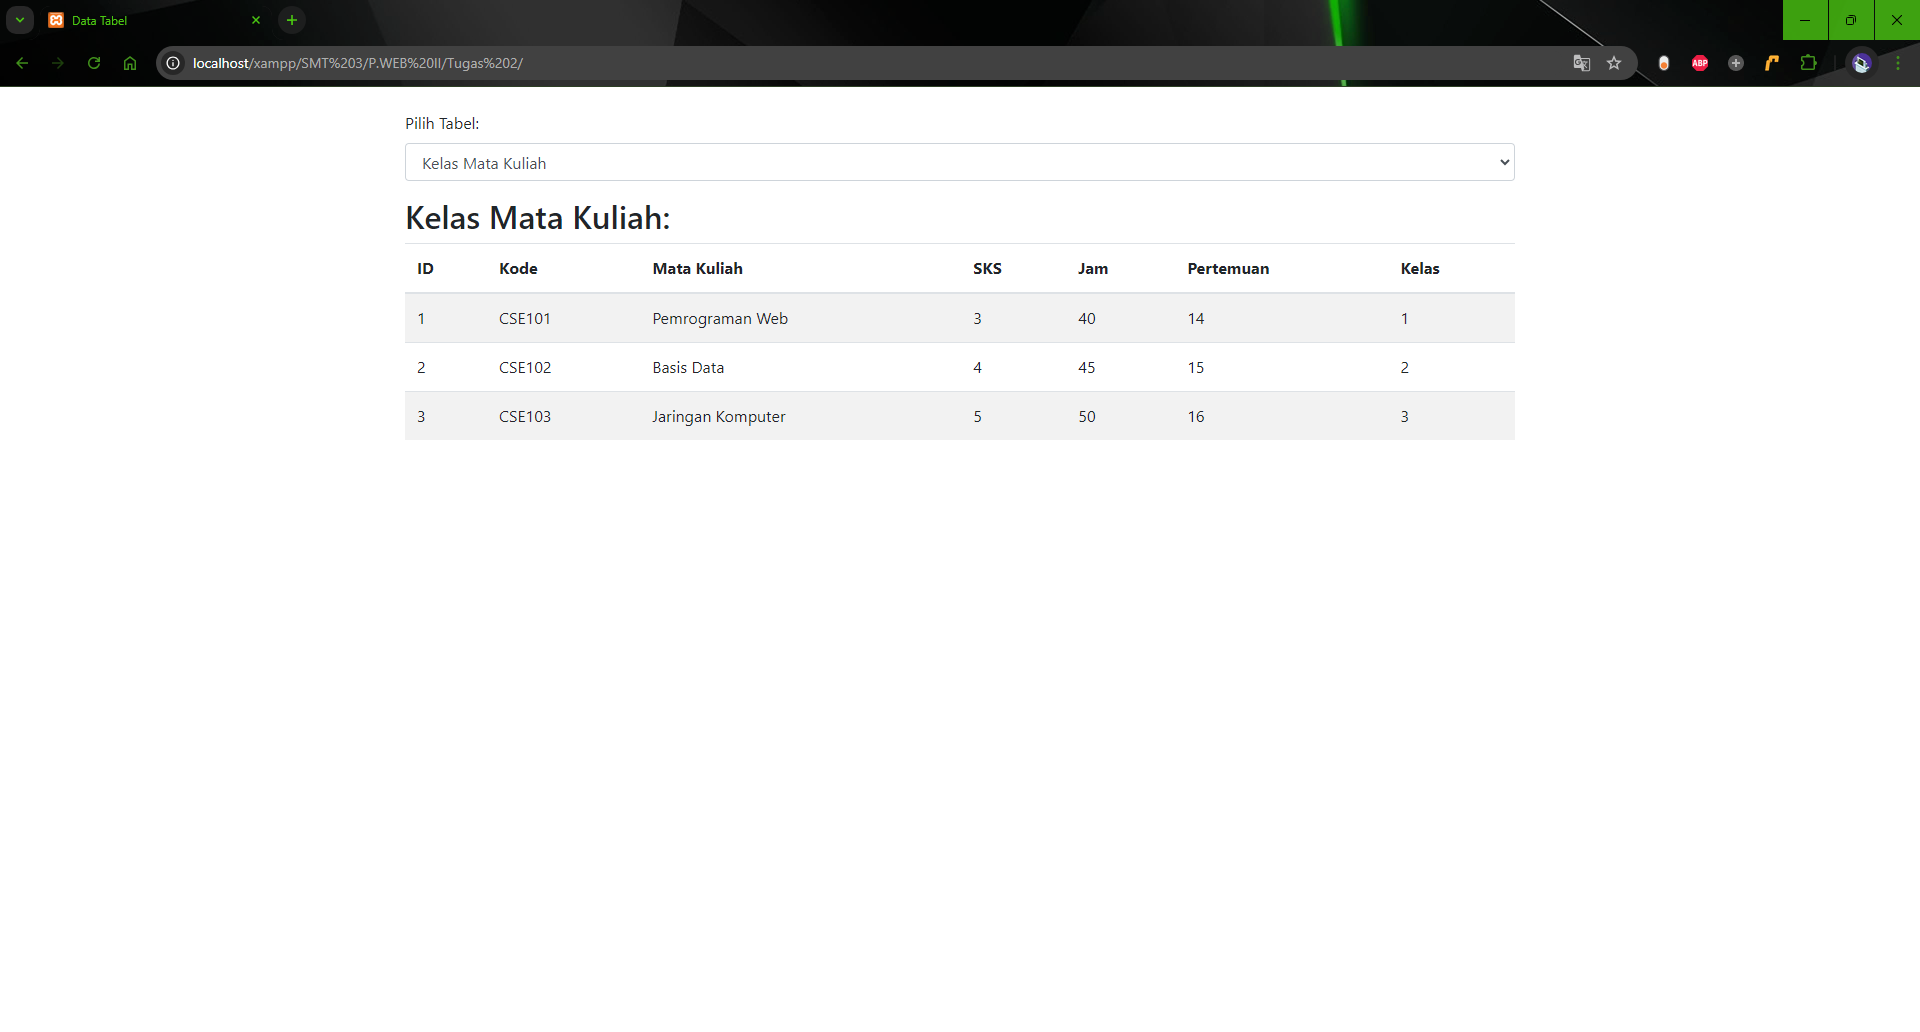 Data Tabel
localhost/xampp/SMT%203/P.WEB%20II/Tugas%202/
ABP
Pilih Tabel:
Kelas Mata Kuliah
Kelas Mata Kuliah:
ID Kode Mata Kuliah SKS Jam Pertemuan Kelas
1 CSE101 Pemrograman Web 3 40 14 1
2 CSE102 Basis Data 4 45 15 2
3 CSE103 Jaringan Komputer 5 50 16 3